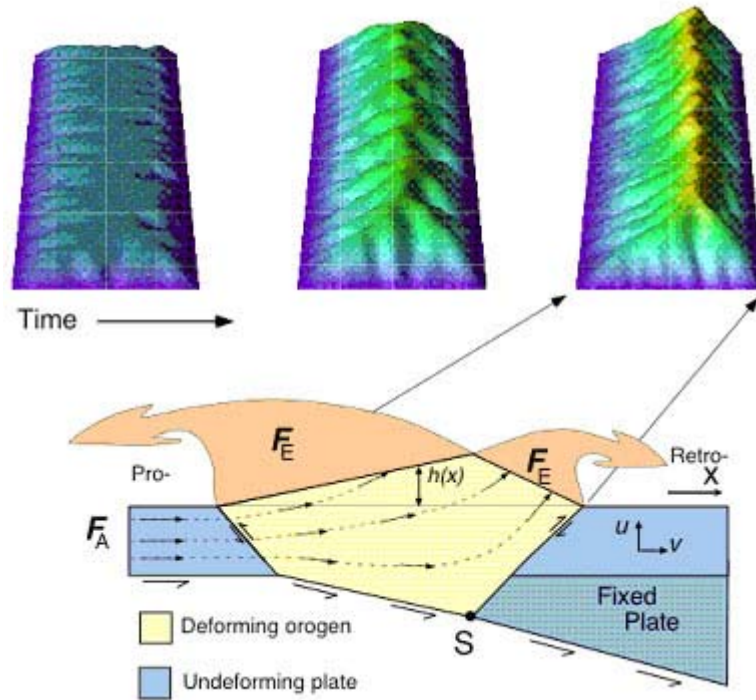 Time
F_E
F_E
Pro-
h(x)
Retro-
X
F_A
u
v
Fixed
Plate
Deforming orogen
S
Undeforming plate